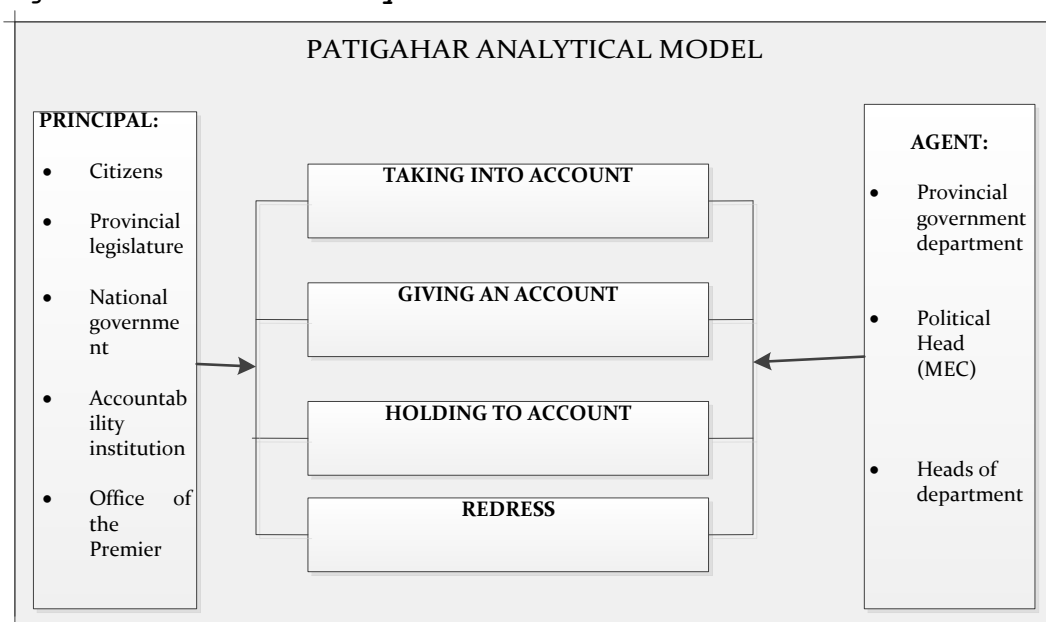 PATIGAHAR ANALYTICAL MODEL
PRINCIPAL:
• Citizens
• Provincial
legislature
• National
governme
nt
• Accountab
ility
institution
• Office of
the
Premier
TAKING INTO ACCOUNT
GIVING AN ACCOUNT
HOLDING TO ACCOUNT
REDRESS
AGENT:
• Provincial
government
department
• Political
Head
(MEC)
• Heads of
department